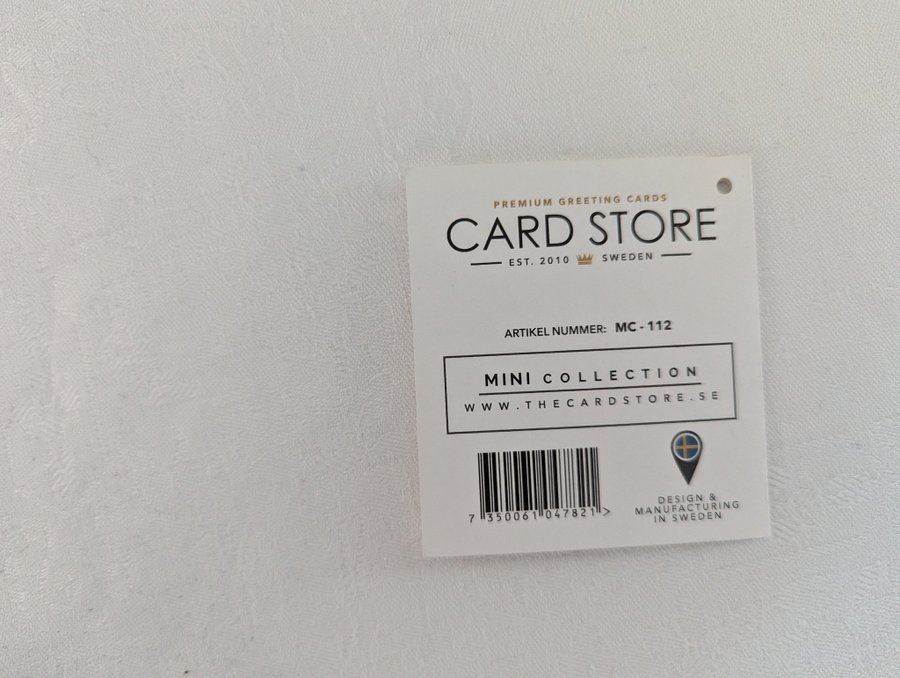 PREMIUM GREETING CARDS
CARD STORE
EST. 2010 SWEDEN
ARTIKEL NUMMER: MC - 112
MINI COLLECTION
WWW.THECARDSTORE.SE
7 350061 047821 >
DESIGN &
MANUFACTURING
IN SWEDEN